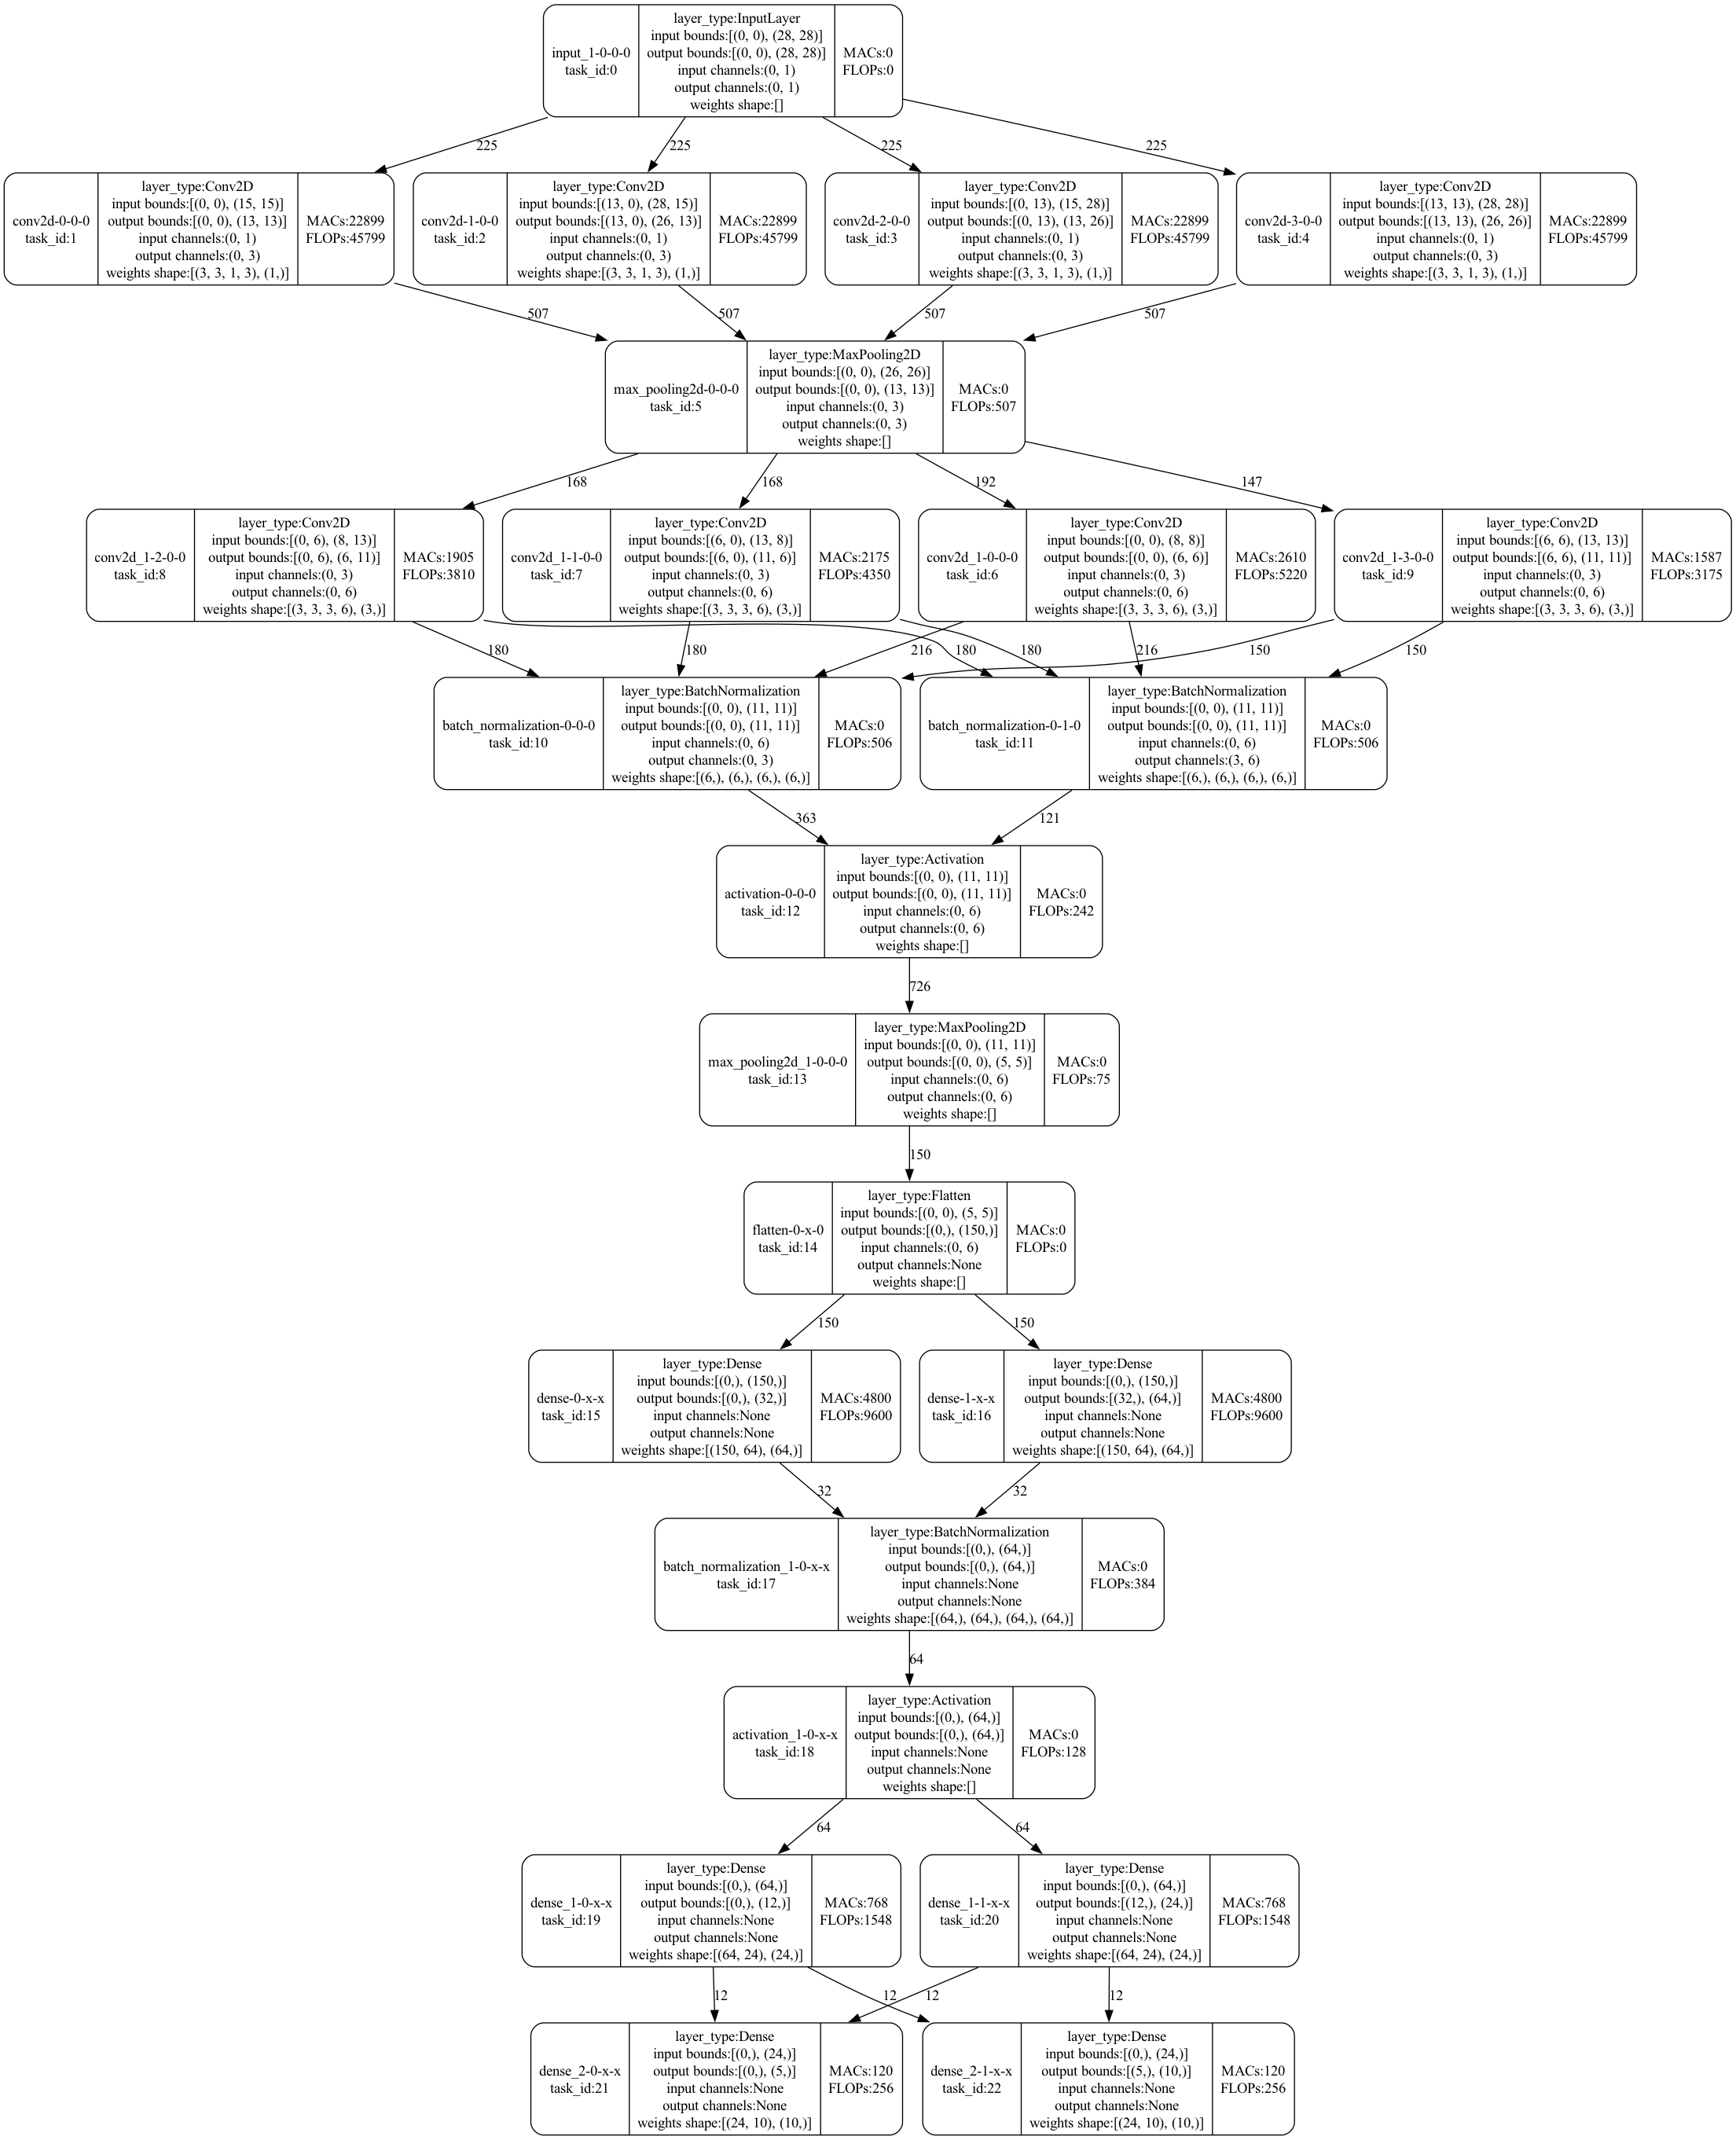 input_1-0-0-0
task_id:0
layer_type:InputLayer
input bounds:[(0, 0), (28, 28)]
output bounds:[(0, 0), (28, 28)]
input channels:(0, 1)
output channels:(0, 1)
weights shape:[]
MACs:0
FLOPs:0
225
225
225
225
conv2d-0-0-0
task_id:1
layer_type:Conv2D
input bounds:[(0, 0), (15, 15)]
output bounds:[(0, 0), (13, 13)]
input channels:(0, 1)
output channels:(0, 3)
weights shape:[(3, 3, 1, 3), (1,)]
MACs:22899
FLOPs:45799
conv2d-1-0-0
task_id:2
layer_type:Conv2D
input bounds:[(13, 0), (28, 15)]
output bounds:[(13, 0), (26, 13)]
input channels:(0, 1)
output channels:(0, 3)
weights shape:[(3, 3, 1, 3), (1,)]
MACs:22899
FLOPs:45799
conv2d-2-0-0
task_id:3
layer_type:Conv2D
input bounds:[(0, 13), (15, 28)]
output bounds:[(0, 13), (13, 26)]
input channels:(0, 1)
output channels:(0, 3)
weights shape:[(3, 3, 1, 3), (1,)]
MACs:22899
FLOPs:45799
conv2d-3-0-0
task_id:4
layer_type:Conv2D
input bounds:[(13, 13), (28, 28)]
output bounds:[(13, 13), (26, 26)]
input channels:(0, 1)
output channels:(0, 3)
weights shape:[(3, 3, 1, 3), (1,)]
MACs:22899
FLOPs:45799
507
507
507
507
max_pooling2d-0-0-0
task_id:5
layer_type:MaxPooling2D
input bounds:[(0, 0), (26, 26)]
output bounds:[(0, 0), (13, 13)]
input channels:(0, 3)
output channels:(0, 3)
weights shape:[]
MACs:0
FLOPs:507
168
168
192
147
conv2d_1-2-0-0
task_id:8
layer_type:Conv2D
input bounds:[(0, 6), (8, 13)]
output bounds:[(0, 6), (6, 11)]
input channels:(0, 3)
output channels:(0, 6)
weights shape:[(3, 3, 3, 6), (3,)]
MACs:1905
FLOPs:3810
conv2d_1-1-0-0
task_id:7
layer_type:Conv2D
input bounds:[(6, 0), (13, 8)]
output bounds:[(6, 0), (11, 6)]
input channels:(0, 3)
output channels:(0, 6)
weights shape:[(3, 3, 3, 6), (3,)]
MACs:2175
FLOPs:4350
conv2d_1-0-0-0
task_id:6
layer_type:Conv2D
input bounds:[(0, 0), (8, 8)]
output bounds:[(0, 0), (6, 6)]
input channels:(0, 3)
output channels:(0, 6)
weights shape:[(3, 3, 3, 6), (3,)]
MACs:2610
FLOPs:5220
conv2d_1-3-0-0
task_id:9
layer_type:Conv2D
input bounds:[(6, 6), (13, 13)]
output bounds:[(6, 6), (11, 11)]
input channels:(0, 3)
output channels:(0, 6)
weights shape:[(3, 3, 3, 6), (3,)]
MACs:1587
FLOPs:3175
180
180
216
180
180
216
150
150
batch_normalization-0-0-0
task_id:10
layer_type:BatchNormalization
input bounds:[(0, 0), (11, 11)]
output bounds:[(0, 0), (11, 11)]
input channels:(0, 6)
output channels:(0, 3)
weights shape:[(6,), (6,), (6,), (6,)]
MACs:0
FLOPs:506
batch_normalization-0-1-0
task_id:11
layer_type:BatchNormalization
input bounds:[(0, 0), (11, 11)]
output bounds:[(0, 0), (11, 11)]
input channels:(0, 6)
output channels:(3, 6)
weights shape:[(6,), (6,), (6,), (6,)]
MACs:0
FLOPs:506
363
121
activation-0-0-0
task_id:12
layer_type:Activation
input bounds:[(0, 0), (11, 11)]
output bounds:[(0, 0), (11, 11)]
input channels:(0, 6)
output channels:(0, 6)
weights shape:[]
MACs:0
FLOPs:242
726
max_pooling2d_1-0-0-0
task_id:13
layer_type:MaxPooling2D
input bounds:[(0, 0), (11, 11)]
output bounds:[(0, 0), (5, 5)]
input channels:(0, 6)
output channels:(0, 6)
weights shape:[]
MACs:0
FLOPs:75
150
flatten-0-x-0
task_id:14
layer_type:Flatten
input bounds:[(0, 0), (5, 5)]
output bounds:[(0,), (150,)]
input channels:(0, 6)
output channels:None
weights shape:[]
MACs:0
FLOPs:0
150
150
dense-0-x-x
task_id:15
layer_type:Dense
input bounds:[(0,), (150,)]
output bounds:[(0,), (32,)]
input channels:None
output channels:None
weights shape:[(150, 64), (64,)]
MACs:4800
FLOPs:9600
dense-1-x-x
task_id:16
layer_type:Dense
input bounds:[(0,), (150,)]
output bounds:[(32,), (64,)]
input channels:None
output channels:None
weights shape:[(150, 64), (64,)]
MACs:4800
FLOPs:9600
32
32
batch_normalization_1-0-x-x
task_id:17
layer_type:BatchNormalization
input bounds:[(0,), (64,)]
output bounds:[(0,), (64,)]
input channels:None
output channels:None
weights shape:[(64,), (64,), (64,), (64,)]
MACs:0
FLOPs:384
64
activation_1-0-x-x
task_id:18
layer_type:Activation
input bounds:[(0,), (64,)]
output bounds:[(0,), (64,)]
input channels:None
output channels:None
weights shape:[]
MACs:0
FLOPs:128
64
64
dense_1-0-x-x
task_id:19
layer_type:Dense
input bounds:[(0,), (64,)]
output bounds:[(0,), (12,)]
input channels:None
output channels:None
weights shape:[(64, 24), (24,)]
MACs:768
FLOPs:1548
dense_1-1-x-x
task_id:20
layer_type:Dense
input bounds:[(0,), (64,)]
output bounds:[(12,), (24,)]
input channels:None
output channels:None
weights shape:[(64, 24), (24,)]
MACs:768
FLOPs:1548
12
12
12
12
dense_2-0-x-x
task_id:21
layer_type:Dense
input bounds:[(0,), (24,)]
output bounds:[(0,), (5,)]
input channels:None
output channels:None
weights shape:[(24, 10), (10,)]
MACs:120
FLOPs:256
dense_2-1-x-x
task_id:22
layer_type:Dense
input bounds:[(0,), (24,)]
output bounds:[(5,), (10,)]
input channels:None
output channels:None
weights shape:[(24, 10), (10,)]
MACs:120
FLOPs:256